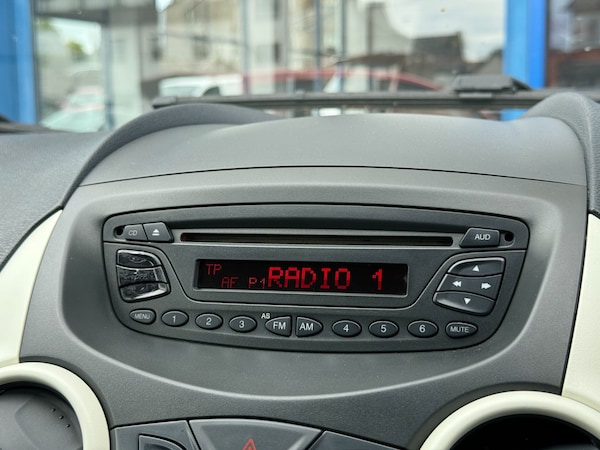 CD AUD
TP
AF P1 RADIO 1
MENU 1 2 3 AS FM AM 4 5 6 MUTE